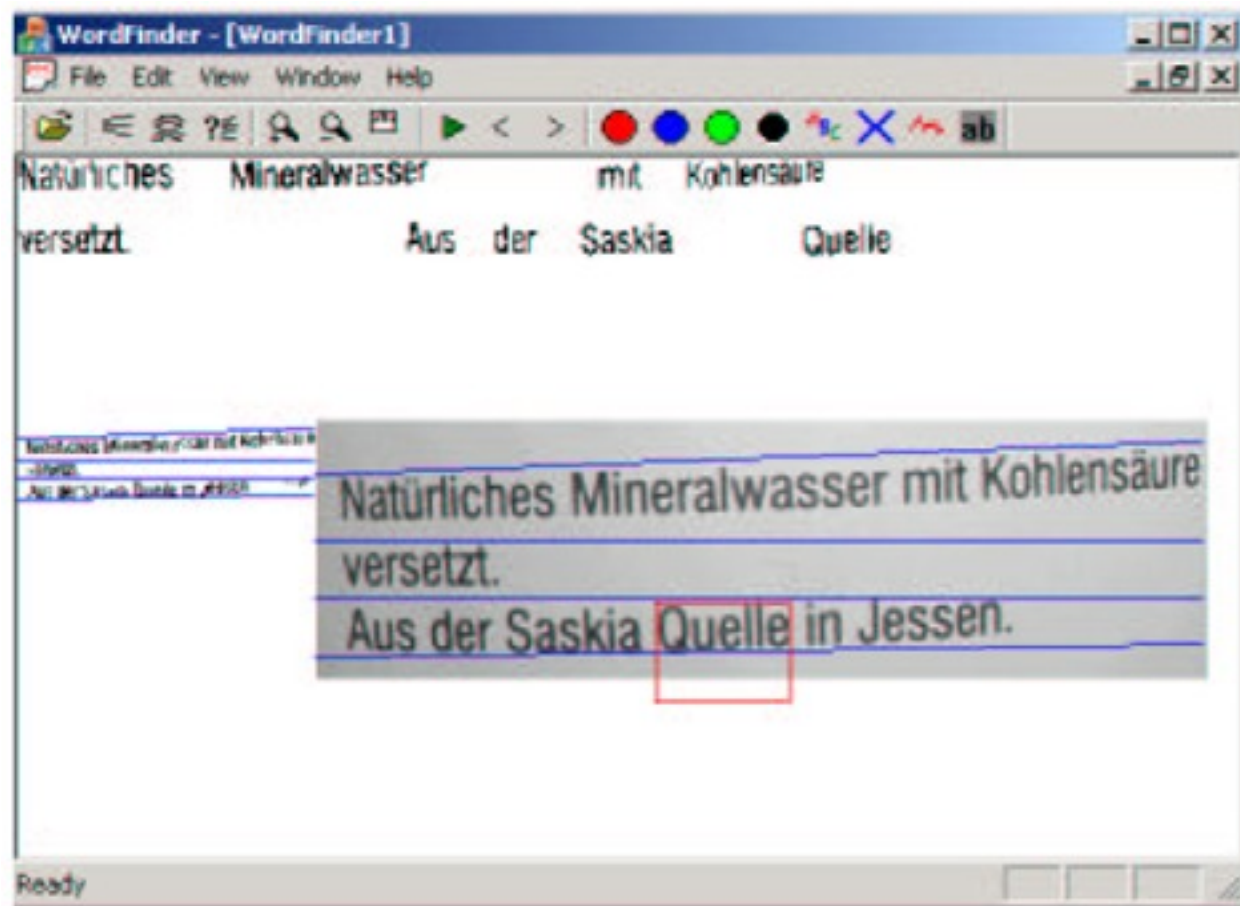 WordFinder - [WordFinder1]
File Edit View Window Help
ab
Natürliches Mineralwasser mit Kohlensäure
versetzt. Aus der Saskia Quelle
Natürliches Mineralwasser mit Kohlensäure
versetzt.
Aus der Saskia Quelle in Jessen.
Ready